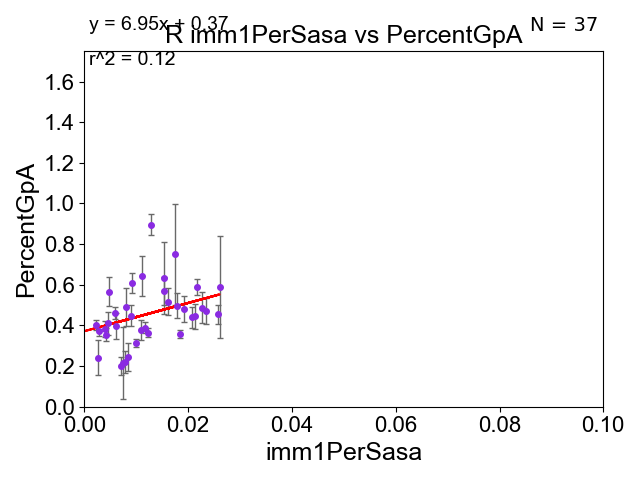 y = 6.95x + 0.37
N = 37
R imm1PerSasa vs PercentGpA
r^2 = 0.12
PercentGpA
1.6
1.4
1.2
1.0
0.8
0.6
0.4
0.2
0.0
0.00 0.02 0.04 0.06 0.08 0.10
imm1PerSasa